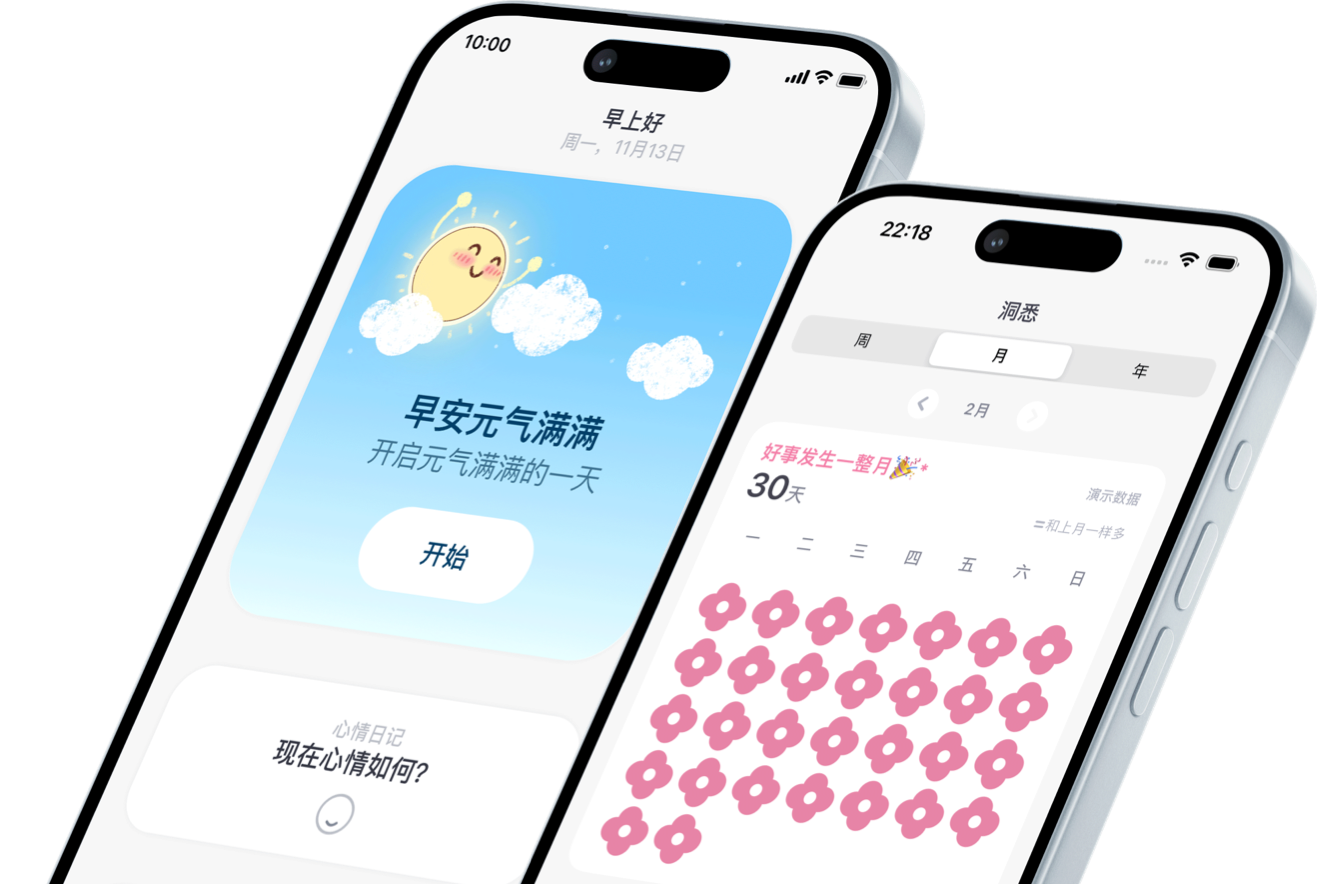 10:00
早上好
周一，11月13日
早安元气满满
开启元气满满的一天
开始
心情日记
现在心情如何？
22:18
洞悉
周 月 年
2月
好事发生一整月🎉*
30天
演示数据
=和上月一样多
一 二 三 四 五 六 日